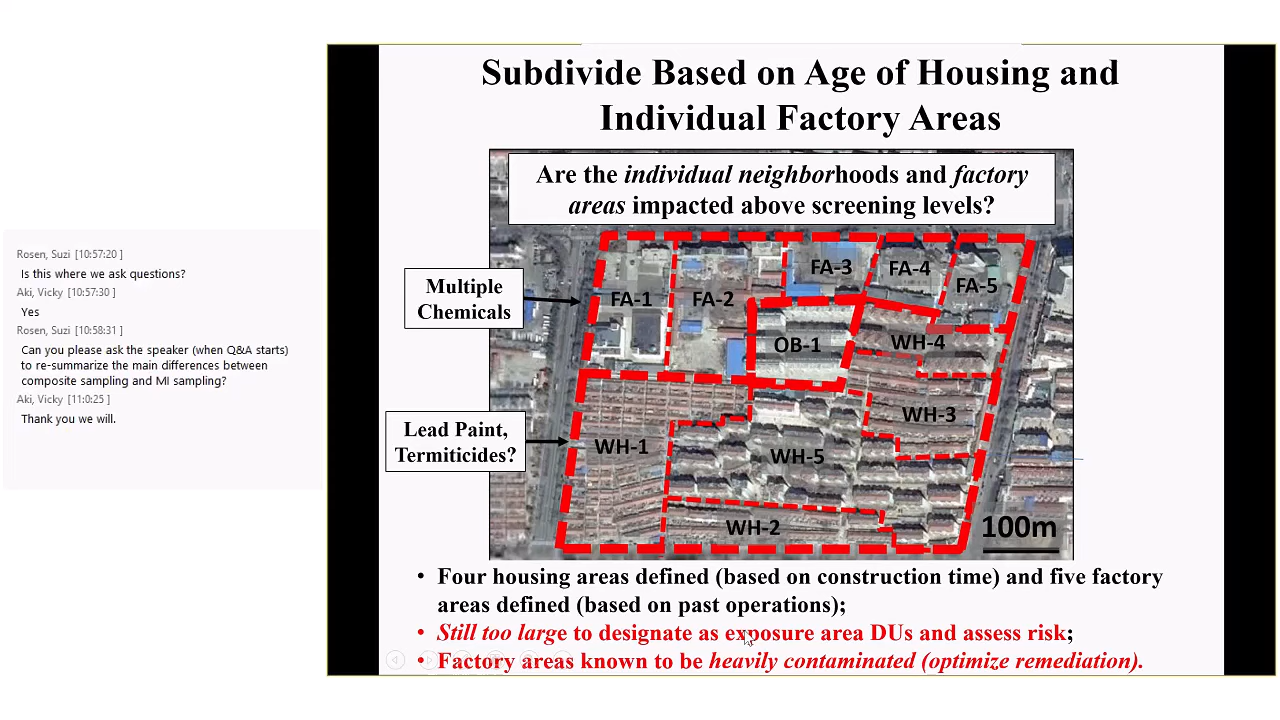 Rosen, Suzi [10:57:20 ]
Is this where we ask questions?
Aki, Vicky [10:57:30 ]
Yes
Rosen, Suzi [10:58:31 ]
Can you please ask the speaker (when Q&A starts)
to re-summarize the main differences between
composite sampling and MI sampling?
Aki, Vicky [11:0:25 ]
Thank you we will.
Subdivide Based on Age of Housing and
Individual Factory Areas
Are the individual neighborhoods and factory
areas impacted above screening levels?
Multiple
Chemicals
FA-1
FA-2
FA-3
FA-4
FA-5
OB-1
WH-4
WH-3
Lead Paint,
Termiticides?
WH-1
WH-5
WH-2
100m
• Four housing areas defined (based on construction time) and five factory
areas defined (based on past operations);
• Still too large to designate as exposure area DUs and assess risk;
• Factory areas known to be heavily contaminated (optimize remediation).